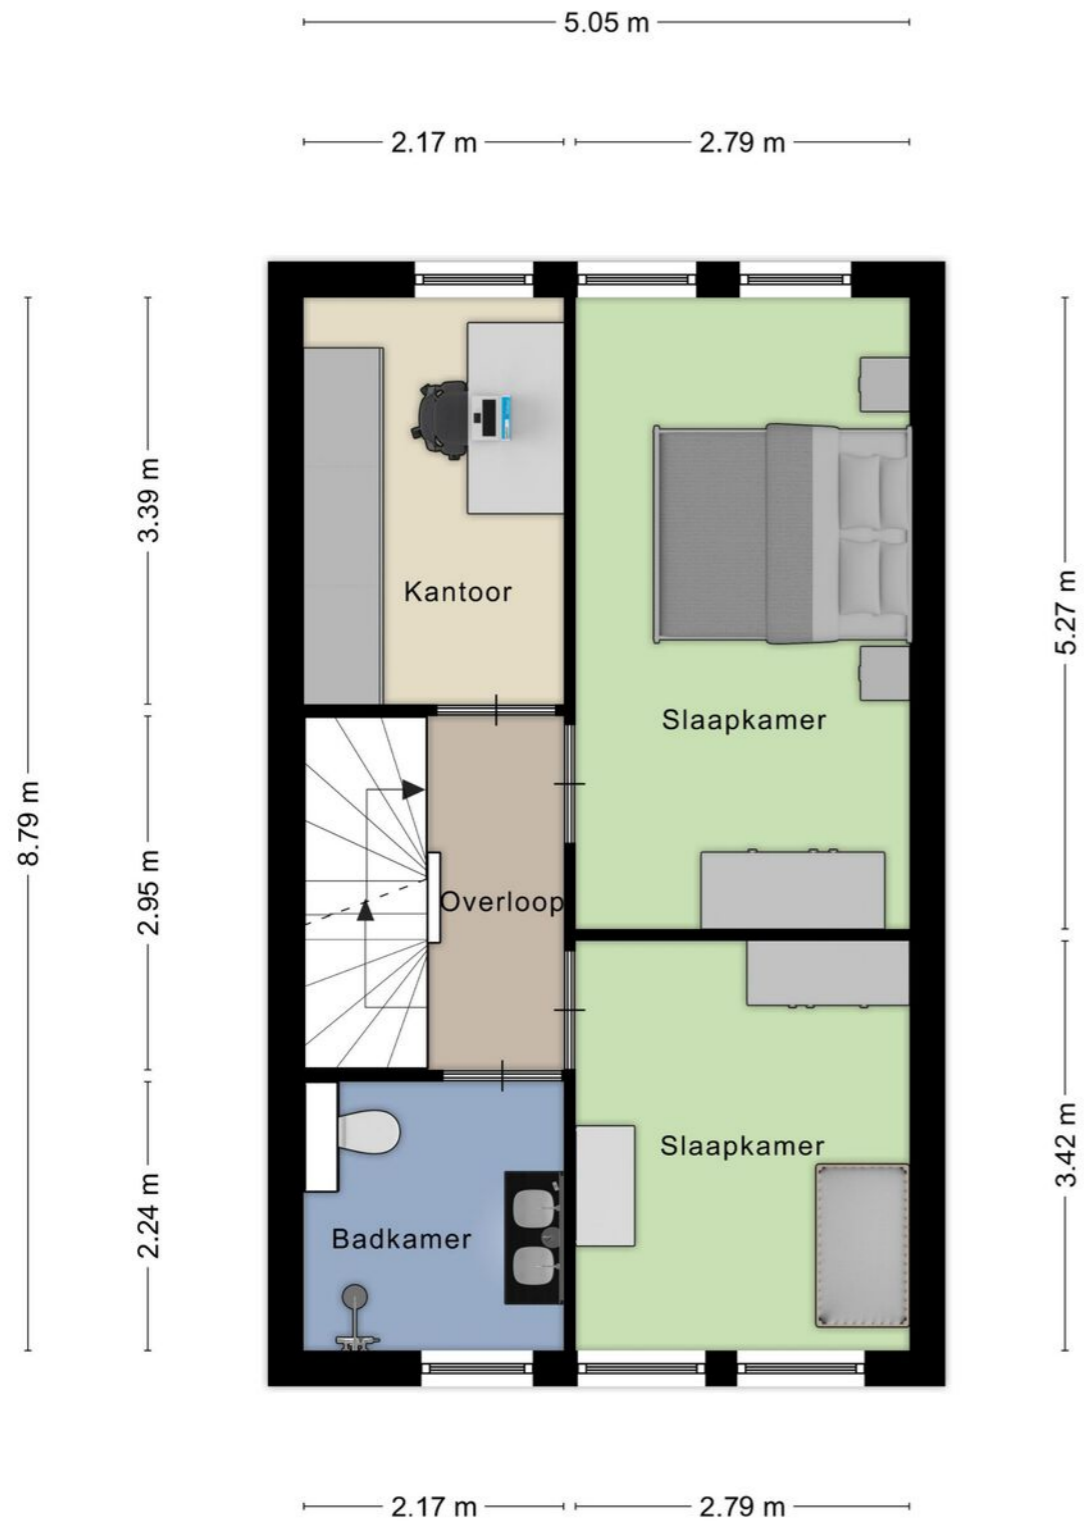 5.05 m
2.17 m
2.79 m
3.39 m
Kantoor
5.27 m
Slaapkamer
8.79 m
2.95 m
Overloop
3.42 m
Slaapkamer
2.24 m
Badkamer
2.17 m
2.79 m